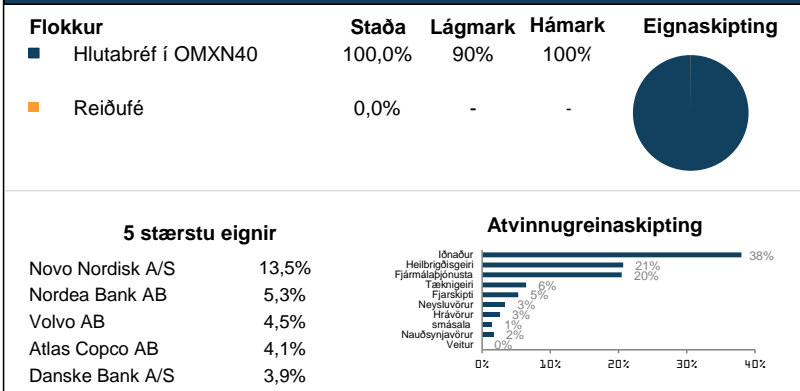 Flokkur Staða Lágmark Hámark Eignaskipting
Hlutabréf í OMXN40 100,0% 90% 100%
Reiðufé 0,0% - -
5 stærstu eignir
Novo Nordisk A/S 13,5%
Nordea Bank AB 5,3%
Volvo AB 4,5%
Atlas Copco AB 4,1%
Danske Bank A/S 3,9%
Atvinnugreinaskipting
Iðnaður 38%
Heilbrigðisgeiri 21%
Fjármálaþjónusta 20%
Tæknigeiri 6%
Fjarskipti 5%
Neysluvörur 3%
Hrávörur 3%
smásala 1%
Nauðsynjavörur 2%
Veitur 0%
0% 10% 20% 30% 40%